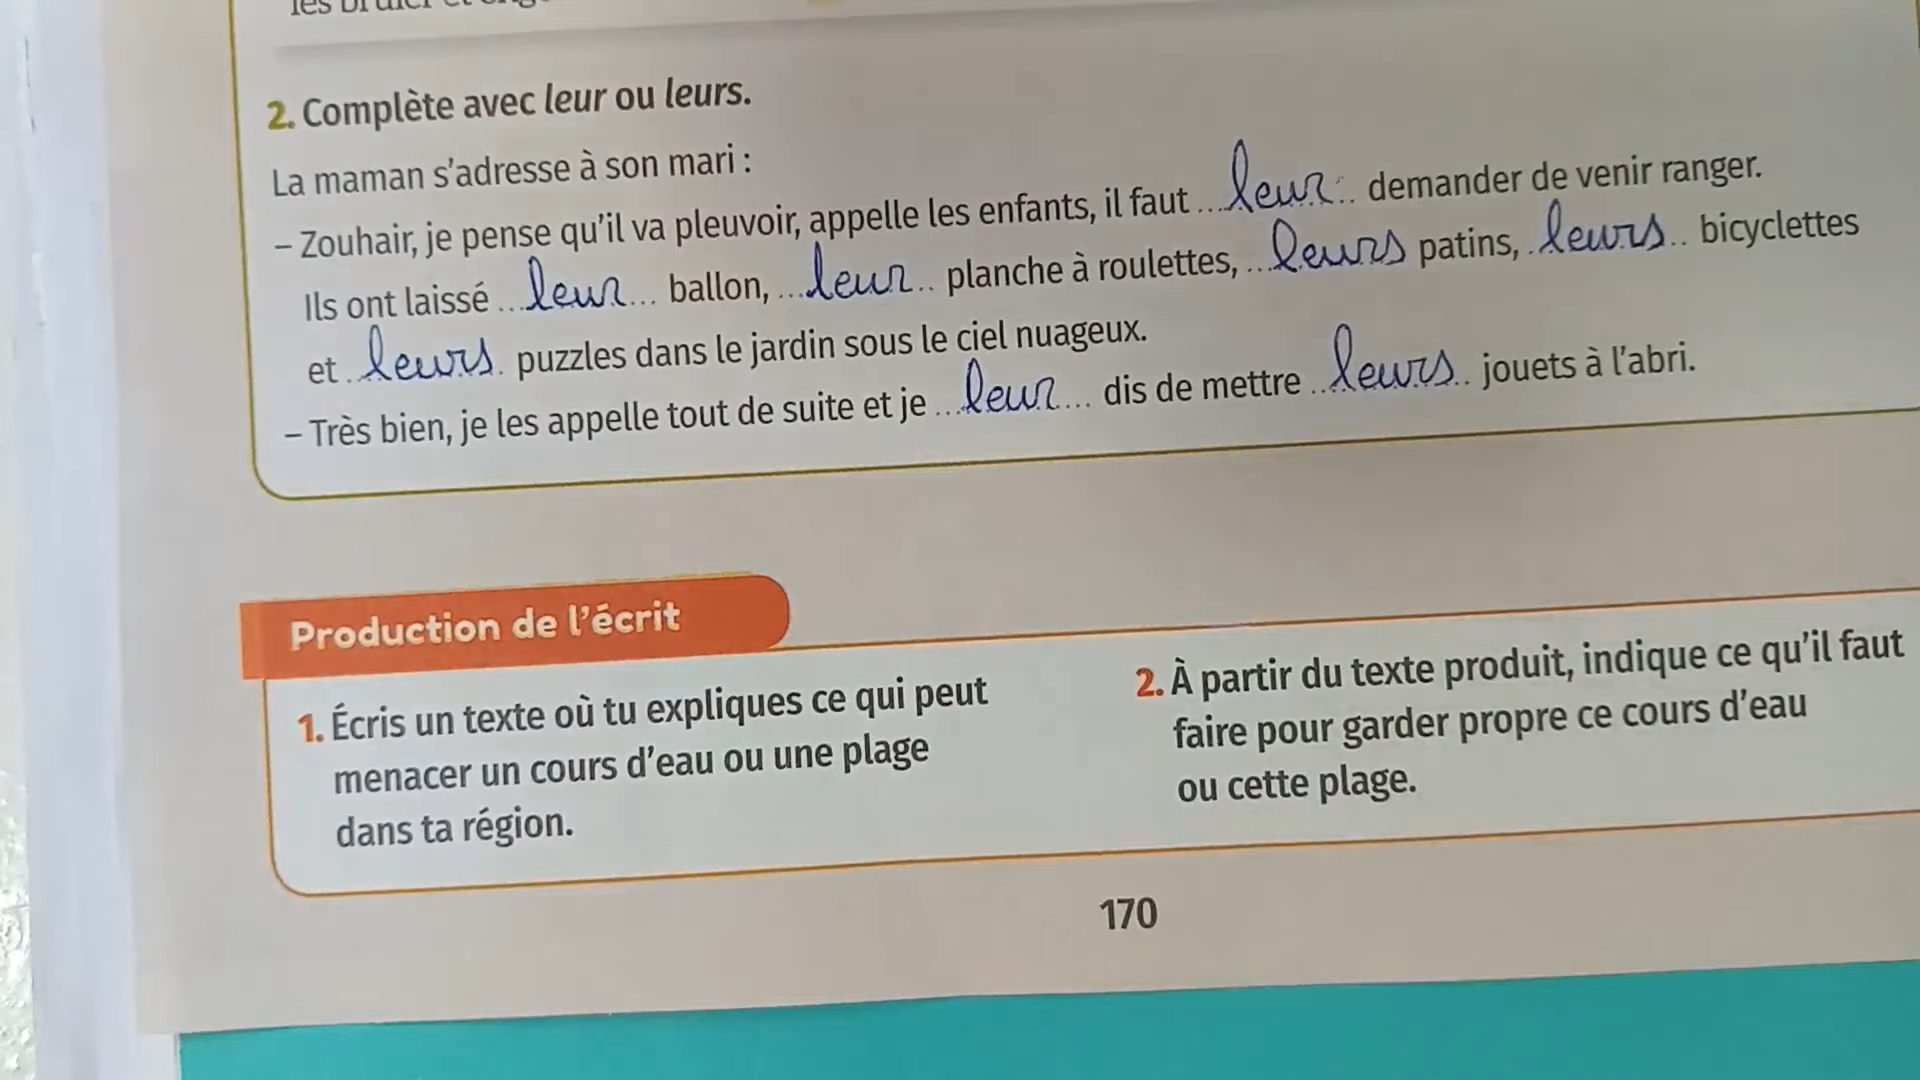 2. Complète avec leur ou leurs.
La maman s'adresse à son mari :
– Zouhair, je pense qu'il va pleuvoir, appelle les enfants, il faut ...leur.. demander de venir ranger.
Ils ont laissé ...leur... ballon, ...leur.. planche à roulettes, ...leurs patins, .leurs.. bicyclettes
et ..leurs. puzzles dans le jardin sous le ciel nuageux.
– Très bien, je les appelle tout de suite et je ...leur... dis de mettre ...leurs.. jouets à l'abri.
Production de l'écrit
1. Écris un texte où tu expliques ce qui peut
menacer un cours d'eau ou une plage
dans ta région.
2. À partir du texte produit, indique ce qu'il faut
faire pour garder propre ce cours d'eau
ou cette plage.
170